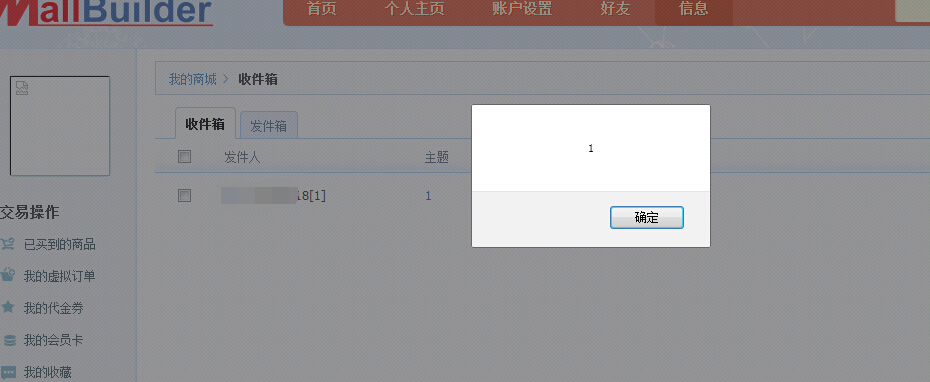 MallBuilder
首页 个人主页 账户设置 好友 信息
我的商城 > 收件箱
收件箱 发件箱
发件人 主题
18[1] 1
1
确定
交易操作
已买到的商品
我的虚拟订单
我的代金券
我的会员卡
我的收藏